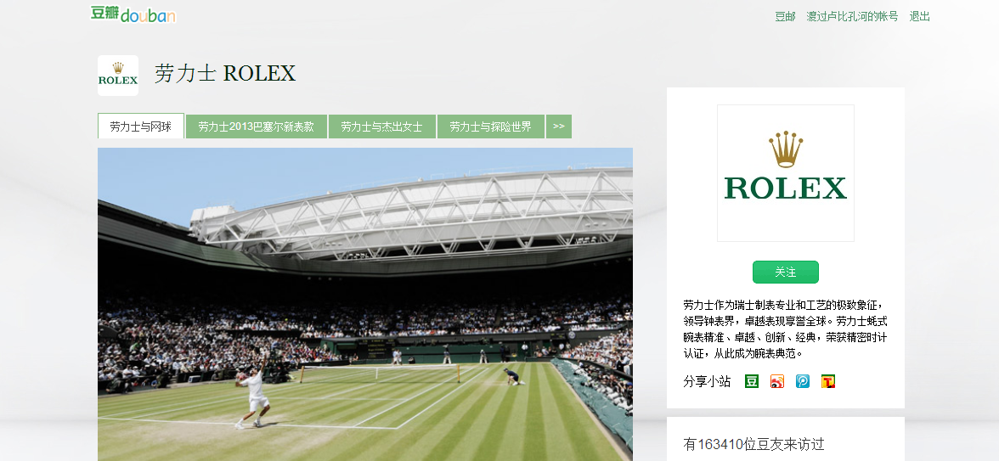 豆瓣douban
豆邮 渡过卢比孔河的帐号 退出
ROLEX
劳力士 ROLEX
劳力士与网球 劳力士2013巴塞尔新表款 劳力士与杰出女士 劳力士与探险世界 >>
ROLEX
关注
劳力士作为瑞士制表专业和工艺的极致象征，
领导钟表界，卓越表现享誉全球。劳力士蚝式
腕表精准、卓越、创新、经典，荣获精密时计
认证，从此成为腕表典范。
分享小站 豆
有163410位豆友来访过